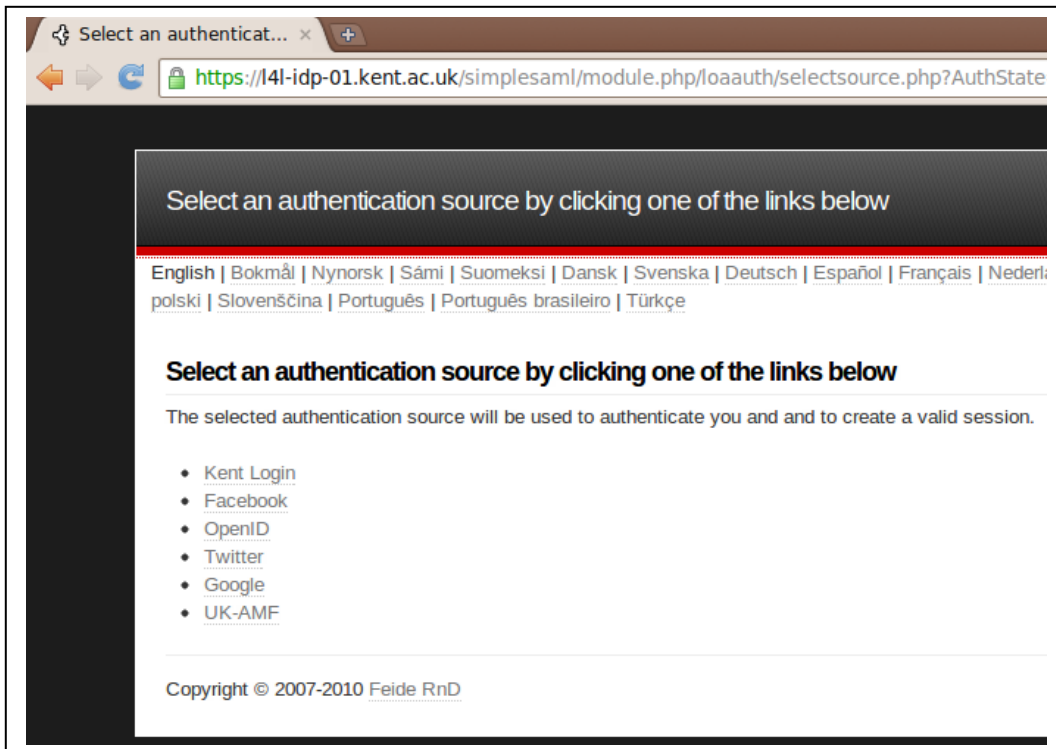 Select an authenticat...
https://l4l-idp-01.kent.ac.uk/simplesaml/module.php/loaauth/selectsource.php?AuthState
Select an authentication source by clicking one of the links below
English | Bokmål | Nynorsk | Sámi | Suomeksi | Dansk | Svenska | Deutsch | Español | Français |
polski | Slovenščina | Português | Português brasileiro | Türkçe
Select an authentication source by clicking one of the links below
The selected authentication source will be used to authenticate you and and to create a valid session.
Kent Login
Facebook
OpenID
Twitter
Google
UK-AMF
Copyright © 2007-2010 Feide RnD